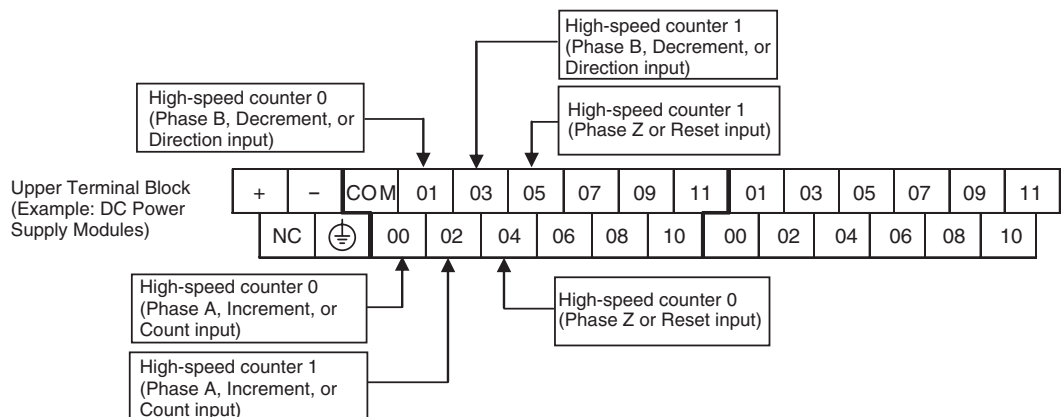 High-speed counter 1
(Phase B, Decrement, or
Direction input)
High-speed counter 0
(Phase B, Decrement, or
Direction input)
High-speed counter 1
(Phase Z or Reset input)
Upper Terminal Block
(Example: DC Power
Supply Modules)
+ – COM 01 03 05 07 09 11 01 03 05 07 09 11
NC 00 02 04 06 08 10 00 02 04 06 08 10
High-speed counter 0
(Phase A, Increment, or
Count input)
High-speed counter 0
(Phase Z or Reset input)
High-speed counter 1
(Phase A, Increment, or
Count input)